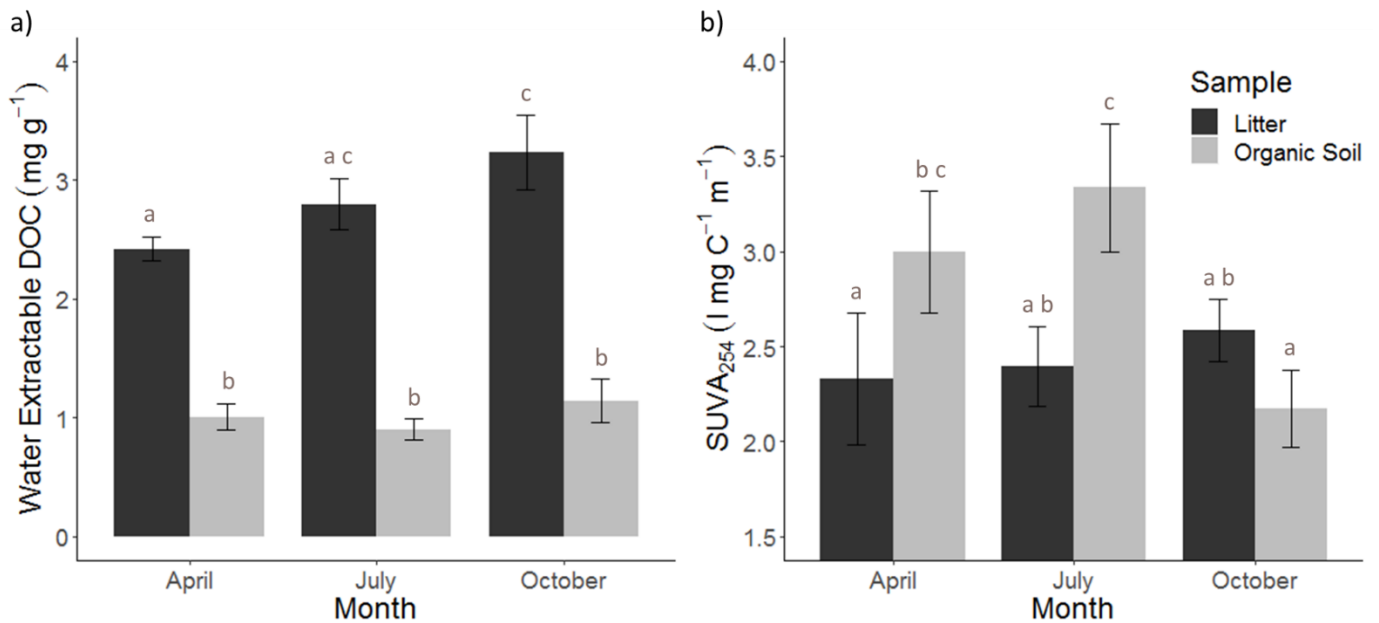 a)
Water Extractable DOC (mg g⁻¹)
4
3
2
1
0
a
b
a c
b
c
b
April
July
October
Month
b)
SUVA₂₅₄ (l mg C⁻¹ m⁻¹)
4.0
3.5
3.0
2.5
2.0
1.5
a
b c
a b
c
a b
a
April
July
October
Month
Sample
Litter
Organic Soil